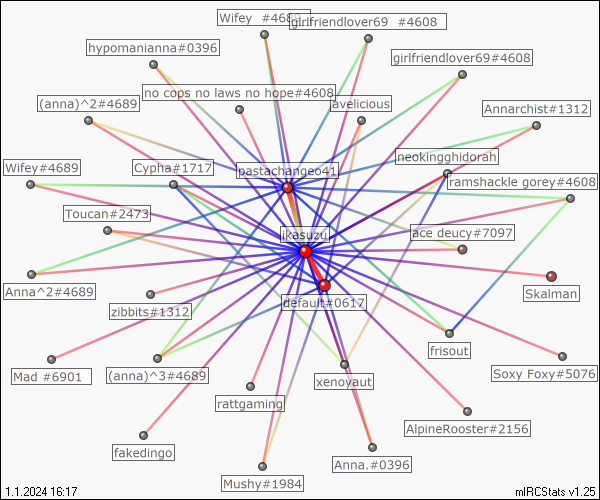 Wifey #4689
girlfriendlover69 #4608
hypomanianna#0396
girlfriendlover69#4608
no cops no laws no hope#4608
(anna)^2#4689
avelicious
Annarchist#1312
neokingghidorah
Wifey#4689
Cypha#1717
pastachangeo41
ramshackle gorey#4608
Toucan#2473
ikasuzu
ace deucy#7097
Anna^2#4689
default#0617
Skalman
zibbits#1312
frisout
Mad #6901
(anna)^3#4689
xenoyaut
Soxy Foxy#5076
rattgaming
AlpineRooster#2156
fakedingo
Mushy#1984
Anna.#0396
1.1.2024 16:17
mIRCStats v1.25